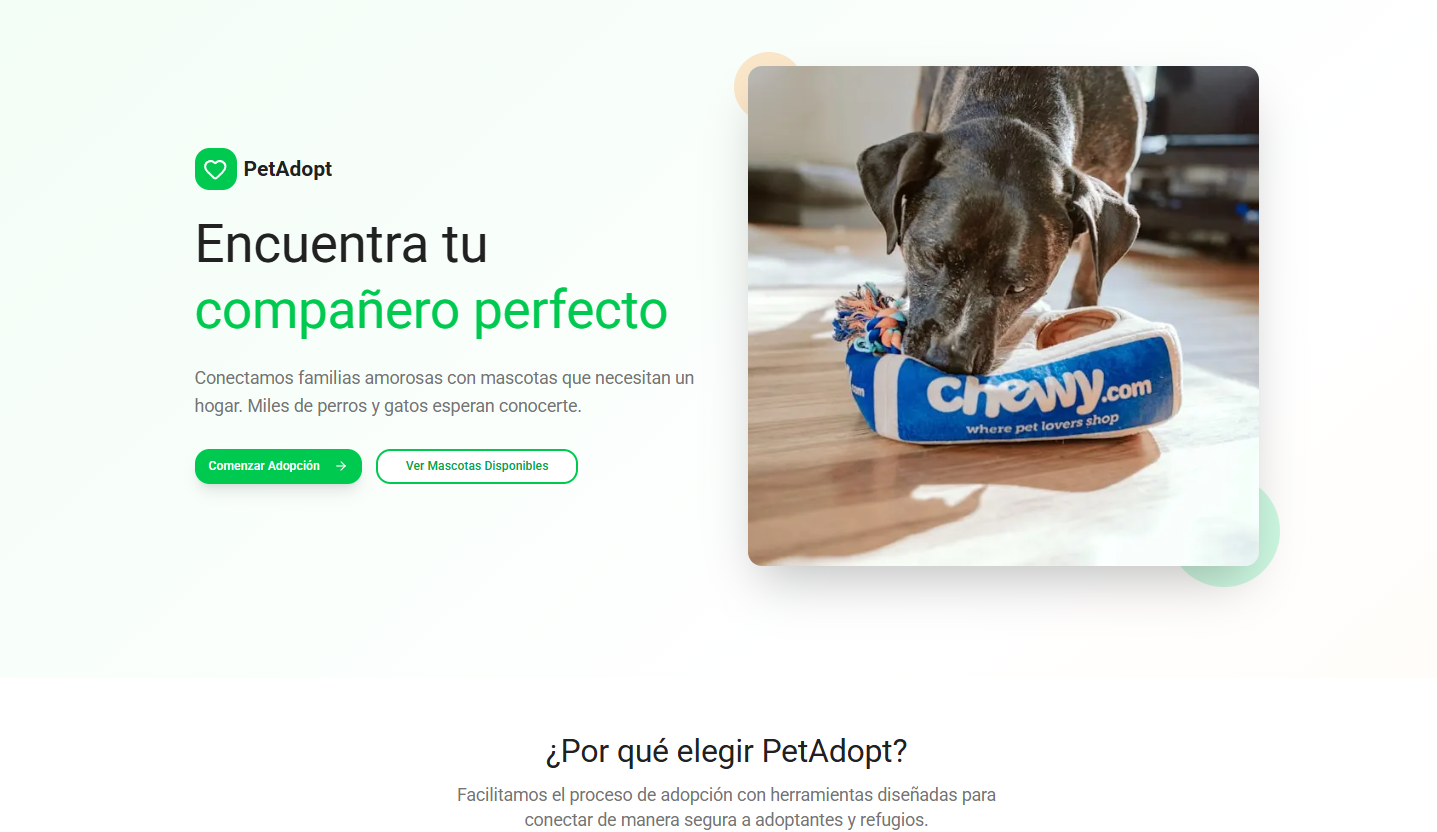 PetAdopt
Encuentra tu
compañero perfecto
Conectamos familias amorosas con mascotas que necesitan un
hogar. Miles de perros y gatos esperan conocerte.
Comenzar Adopción
Ver Mascotas Disponibles
chewy.com
where pet lovers shop
.com
¿Por qué elegir PetAdopt?
Facilitamos el proceso de adopción con herramientas diseñadas para
conectar de manera segura a adoptantes y refugios.